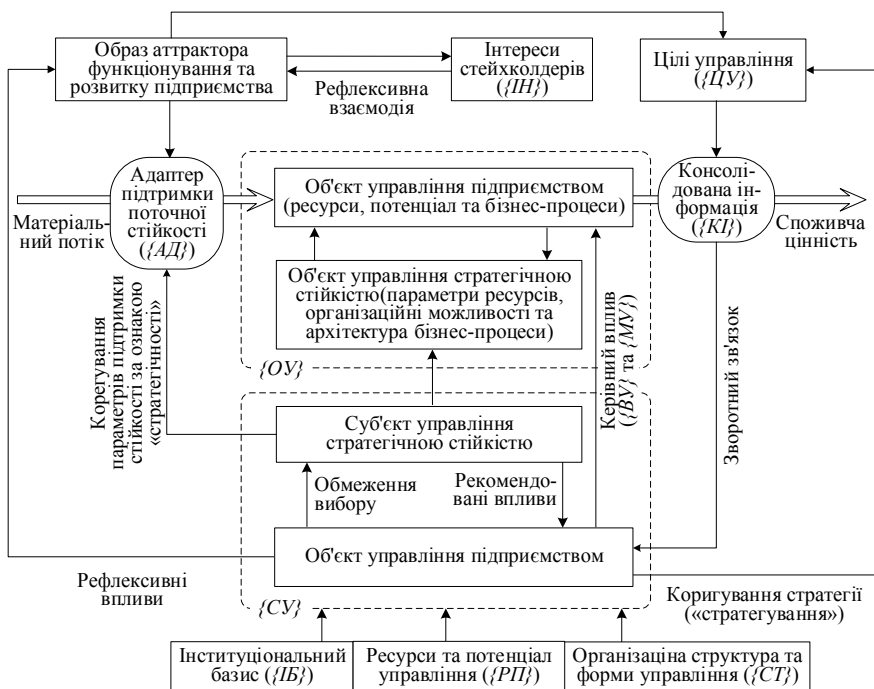 Образ аттрактора
функціонування та
розвитку підприємства
Рефлексивна
взаємодія
Інтереси
стейхколдерів
({ІН})
Цілі управління
({ЦУ})
Матеріаль-
ний потік
Адаптер
підтримки
поточної
стійкості
({АД})
Об'єкт управління підприємством
(ресурси, потенціал та бізнес-процеси)
Консолі-
дована ін-
формація
({КІ})
Споживча
цінність
Об'єкт управління стратегічною
стійкістю(параметри ресурсів,
організаційні можливості та
архітектура бізнес-процеси)
{ОУ}
Корегування
параметрів підтримки
стійкості за ознакою
«стратегічності»
Керівний вплив
({ВУ} та {МУ})
Зворотний зв'язок
Суб'єкт управління
стратегічною стійкістю
Обмеження
вибору
Рекомендо-
вані впливи
Об'єкт управління підприємством
Рефлексивні
впливи
Коригування стратегії
(«стратегування»)
{СУ}
Інституціональний
базис ({ІБ})
Ресурси та потенціал
управління ({РП})
Організаціна структура та
форми управління ({СТ})